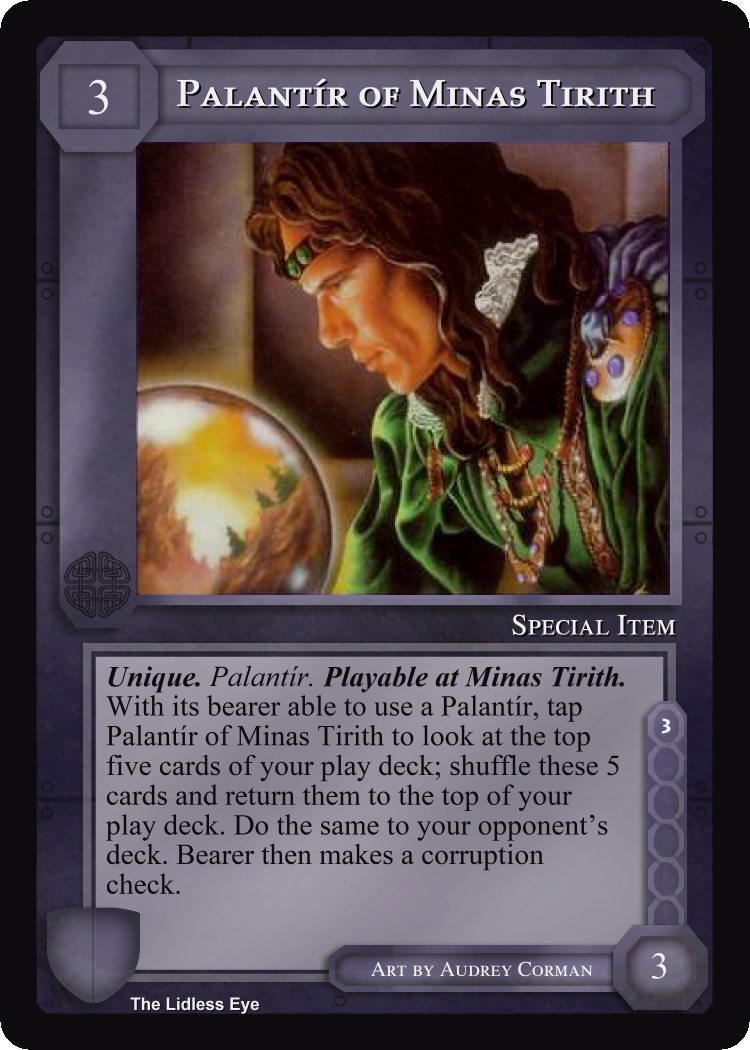 3
Palantír of Minas Tirith
Special Item
Unique. Palantír. Playable at Minas Tirith.
With its bearer able to use a Palantír, tap
Palantír of Minas Tirith to look at the top
five cards of your play deck; shuffle these 5
cards and return them to the top of your
play deck. Do the same to your opponent’s
deck. Bearer then makes a corruption
check.
3
Art by Audrey Corman
3
The Lidless Eye